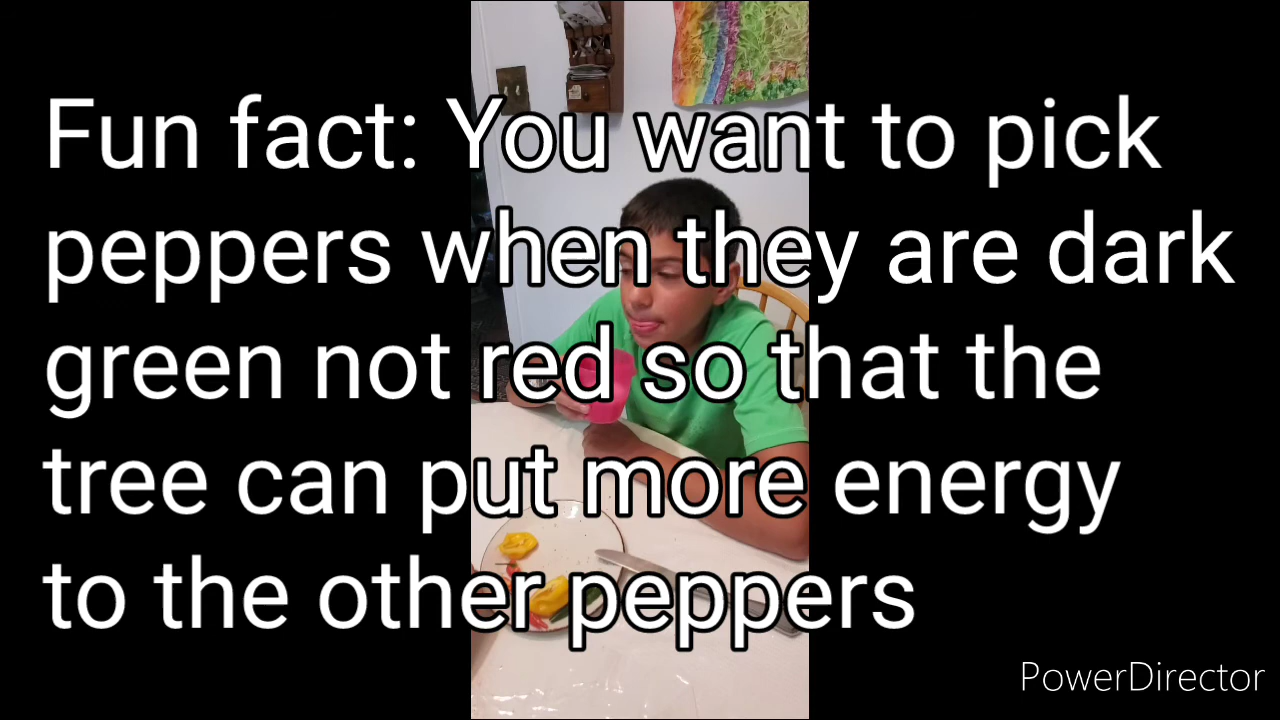 Fun fact: You want to pick
peppers when they are dark
green not red so that the
tree can put more energy
to the other peppers
PowerDirector